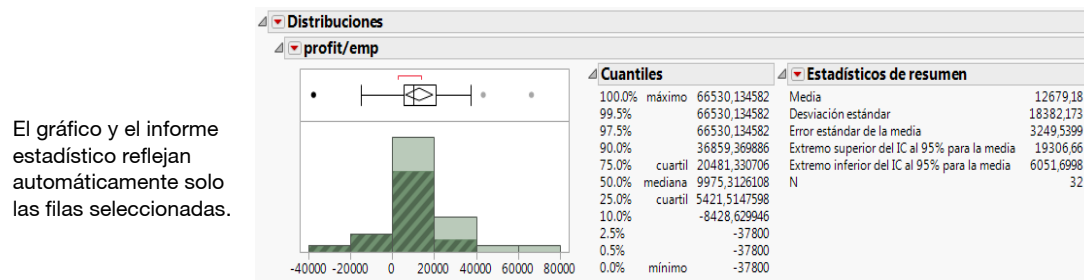 El gráfico y el informe
estadístico reflejan
automáticamente solo
las filas seleccionadas.
Distribuciones
profit/emp
-40000 -20000 0 20000 40000 60000 80000
Cuantiles
100.0% máximo 66530,134582
99.5% 66530,134582
97.5% 66530,134582
90.0% 36859,369886
75.0% cuartil 20481,330706
50.0% mediana 9975,3126108
25.0% cuartil 5421,5147598
10.0% -8428,629946
2.5% -37800
0.5% -37800
0.0% mínimo -37800
Estadísticos de resumen
Media 12679,18
Desviación estándar 18382,173
Error estándar de la media 3249,5399
Extremo superior del IC al 95% para la media 19306,66
Extremo inferior del IC al 95% para la media 6051,6998
N 32